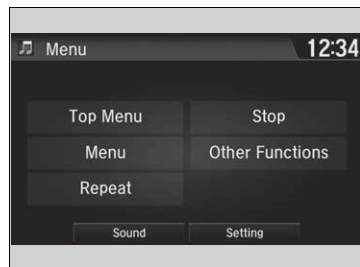 Menu 12:34
Top Menu Stop
Menu Other Functions
Repeat
Sound Setting